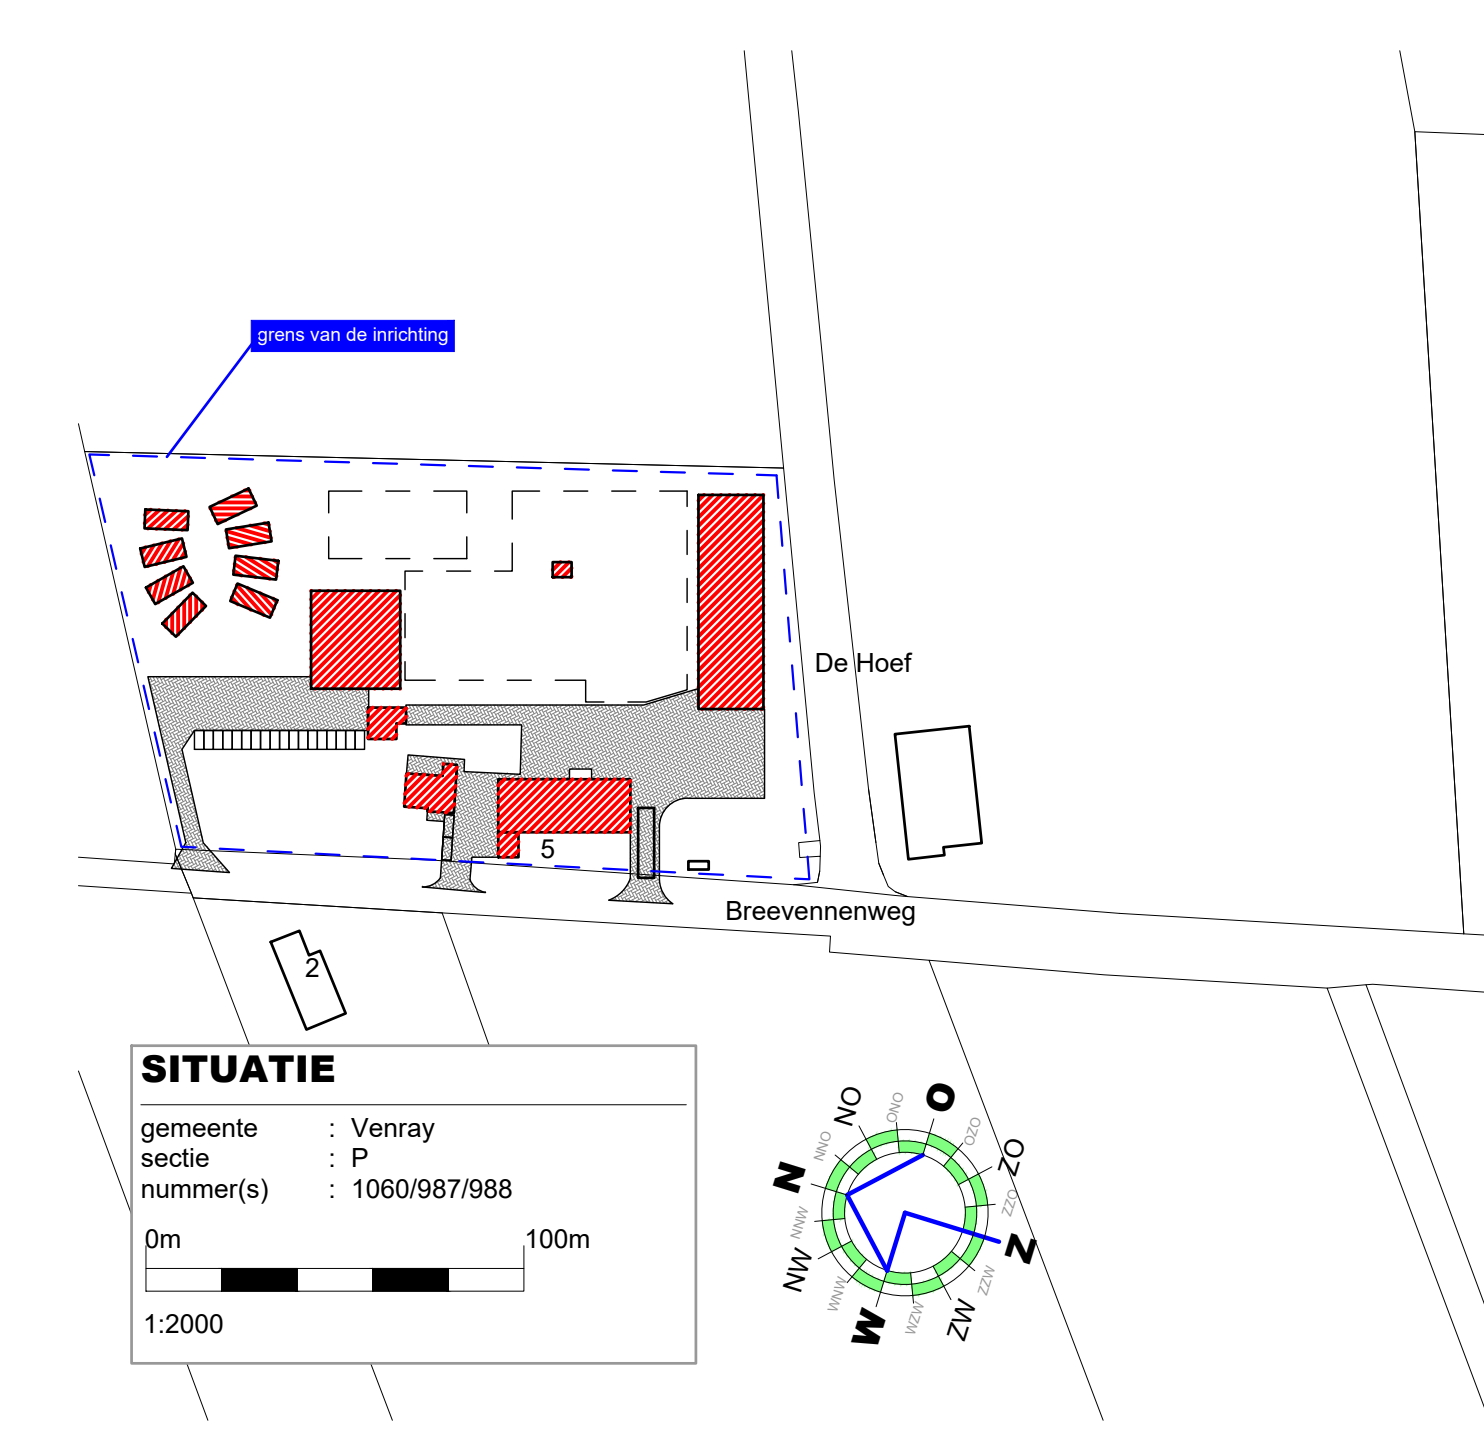 grens van de inrichting
De Hoef
5
Breevennenweg
2
SITUATIE
gemeente : Venray
sectie : P
nummer(s) : 1060/987/988
0m 100m
1:2000
N
NNO
NO
ONO
O
OZO
ZO
ZZO
Z
ZZW
ZW
WZW
W
WNW
NW
NNW